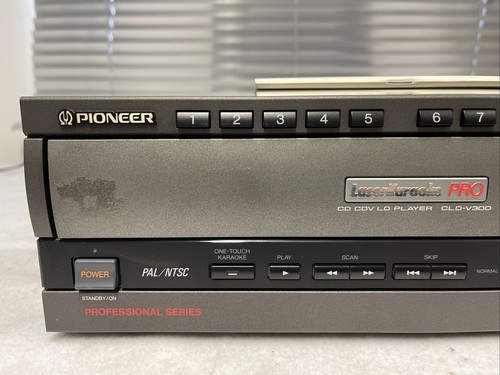 PIONEER
1 2 3 4 5 6 7
LaserKaraoke PRO
CD CDV LD PLAYER CLD-V300
ONE-TOUCH
KARAOKE
PLAY
SCAN
SKIP
POWER
PAL/NTSC
NORMAL
STANDBY/ON
PROFESSIONAL SERIES